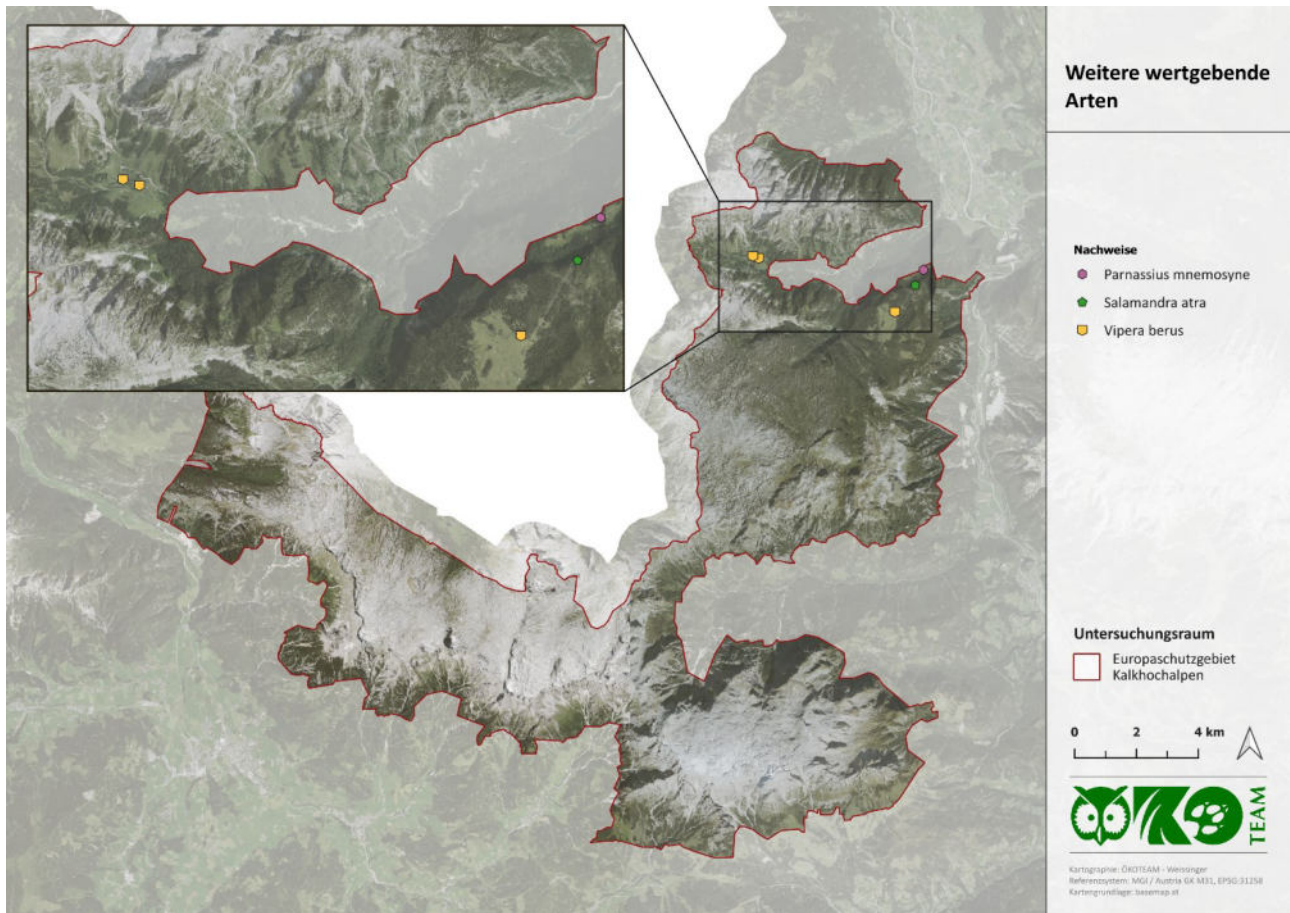 Weitere wertgebende
Arten
Nachweise
Parnassius mnemosyne
Salamandra atra
Vipera berus
Untersuchungsraum
Europaschutzgebiet
Kalkhochalpen
0 2 4 km
ÖKO
TEAM
Kartographie: ÖKOTEAM - Weissinger
Referenzsystem: MGI / Austria GK M31, EPSG:31258
Kartengrundlage: basemap.at